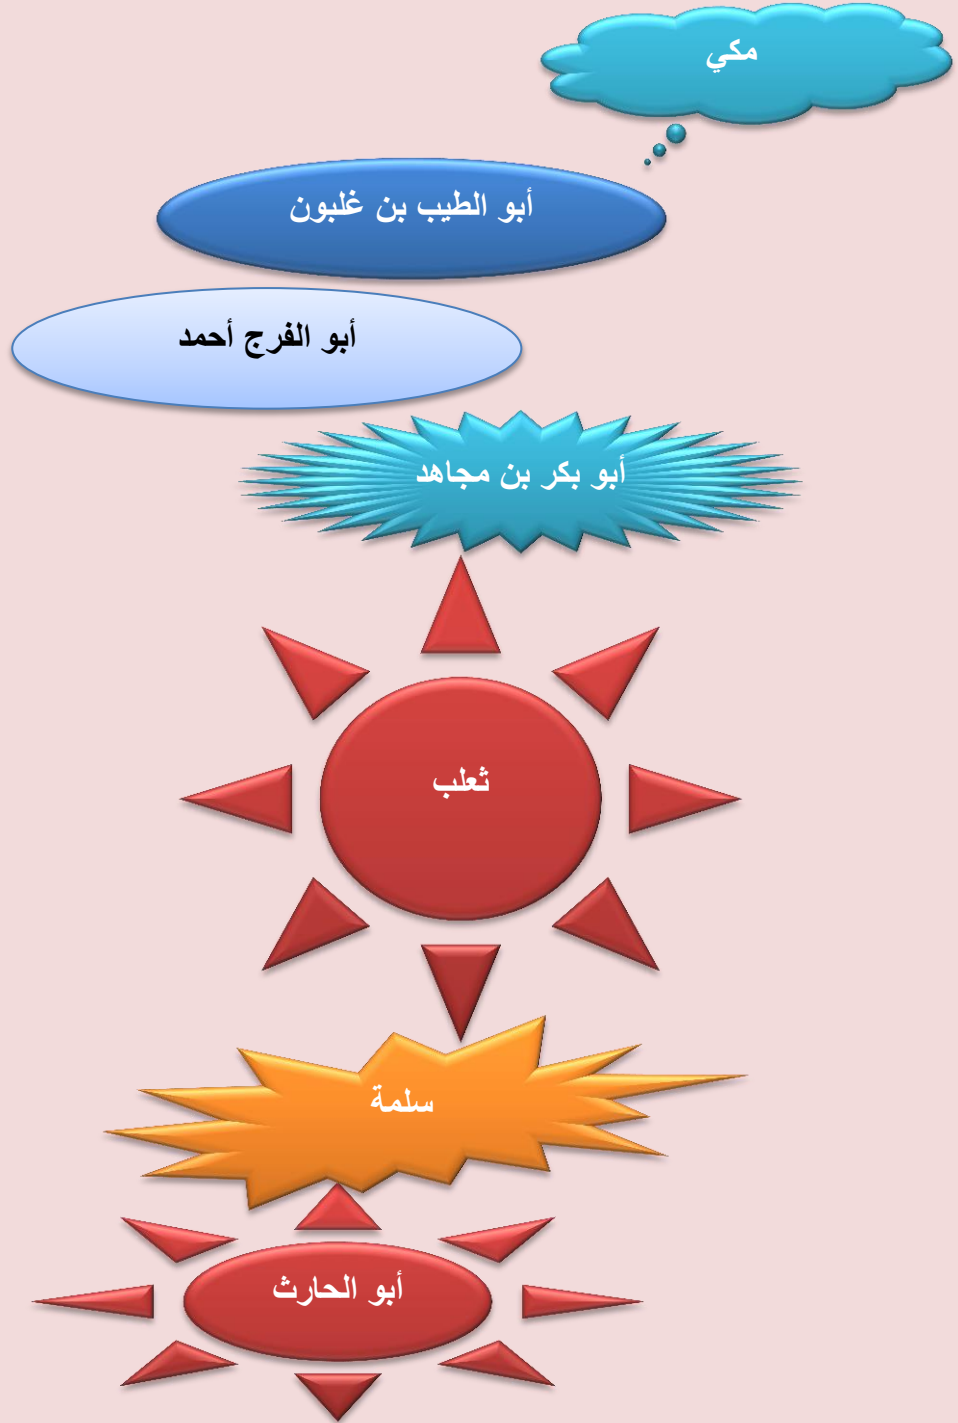 مكي
أبو الطيب بن غلبون
أبو الفرج أحمد
أبو بكر بن مجاهد
ثعلب
سلمة
أبو الحارث